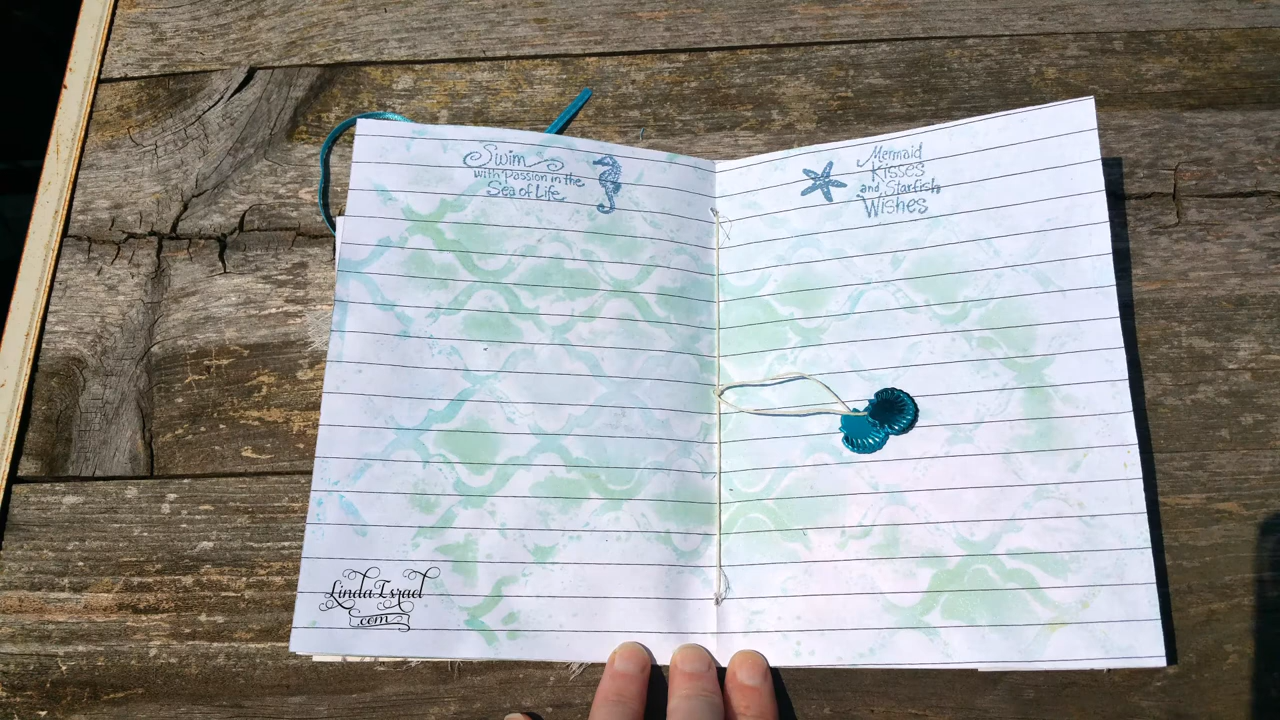 Swim
with Passion in the
Sea of Life
Mermaid
Kisses
and Starfish
Wishes
LindaIsrael
.com